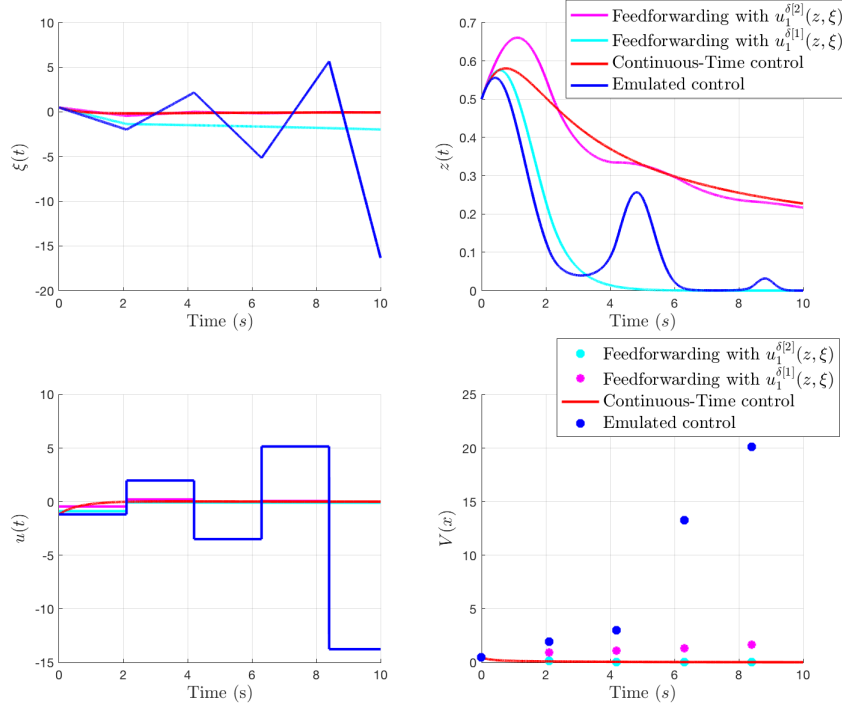 10
5
0
-5
-10
-15
-20
ξ(t)
0 2 4 6 8 10
Time (s)
0.7
0.6
0.5
0.4
0.3
0.2
0.1
0
z(t)
0 2 4 6 8 10
Time (s)
Feedforwarding with u_1^{δ[2]}(z, ξ)
Feedforwarding with u_1^{δ[1]}(z, ξ)
Continuous-Time control
Emulated control
10
5
0
-5
-10
-15
u(t)
0 2 4 6 8 10
Time (s)
25
20
15
10
5
0
V(x)
0 2 4 6 8 10
Time (s)
Feedforwarding with u_1^{δ[2]}(z, ξ)
Feedforwarding with u_1^{δ[1]}(z, ξ)
Continuous-Time control
Emulated control